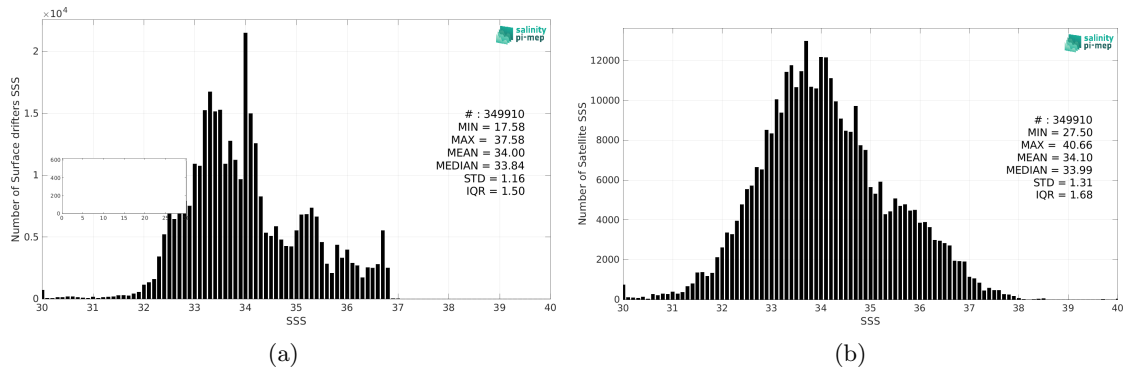 ×10⁴
2
1.5
1
0.5
0
Number of Surface drifters SSS
600
400
200
0
0 5 10 15 20 25
30 31 32 33 34 35 36 37 38 39 40
SSS
salinity
pi-mep
# : 349910
MIN = 17.58
MAX = 37.58
MEAN = 34.00
MEDIAN = 33.84
STD = 1.16
IQR = 1.50
(a)
12000
10000
8000
6000
4000
2000
0
Number of Satellite SSS
30 31 32 33 34 35 36 37 38 39 40
SSS
salinity
pi-mep
# : 349910
MIN = 27.50
MAX = 40.66
MEAN = 34.10
MEDIAN = 33.99
STD = 1.31
IQR = 1.68
(b)